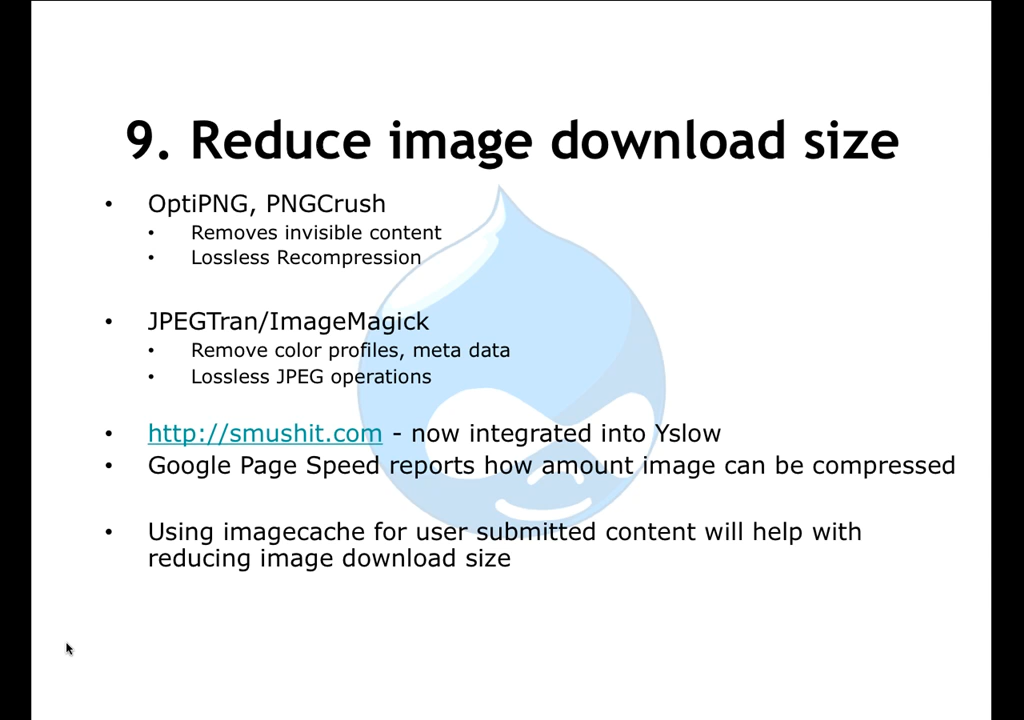 9. Reduce image download size
• OptiPNG, PNGCrush
• Removes invisible content
• Lossless Recompression
• JPEGTran/ImageMagick
• Remove color profiles, meta data
• Lossless JPEG operations
• http://smushit.com - now integrated into Yslow
• Google Page Speed reports how amount image can be compressed
• Using imagecache for user submitted content will help with
reducing image download size